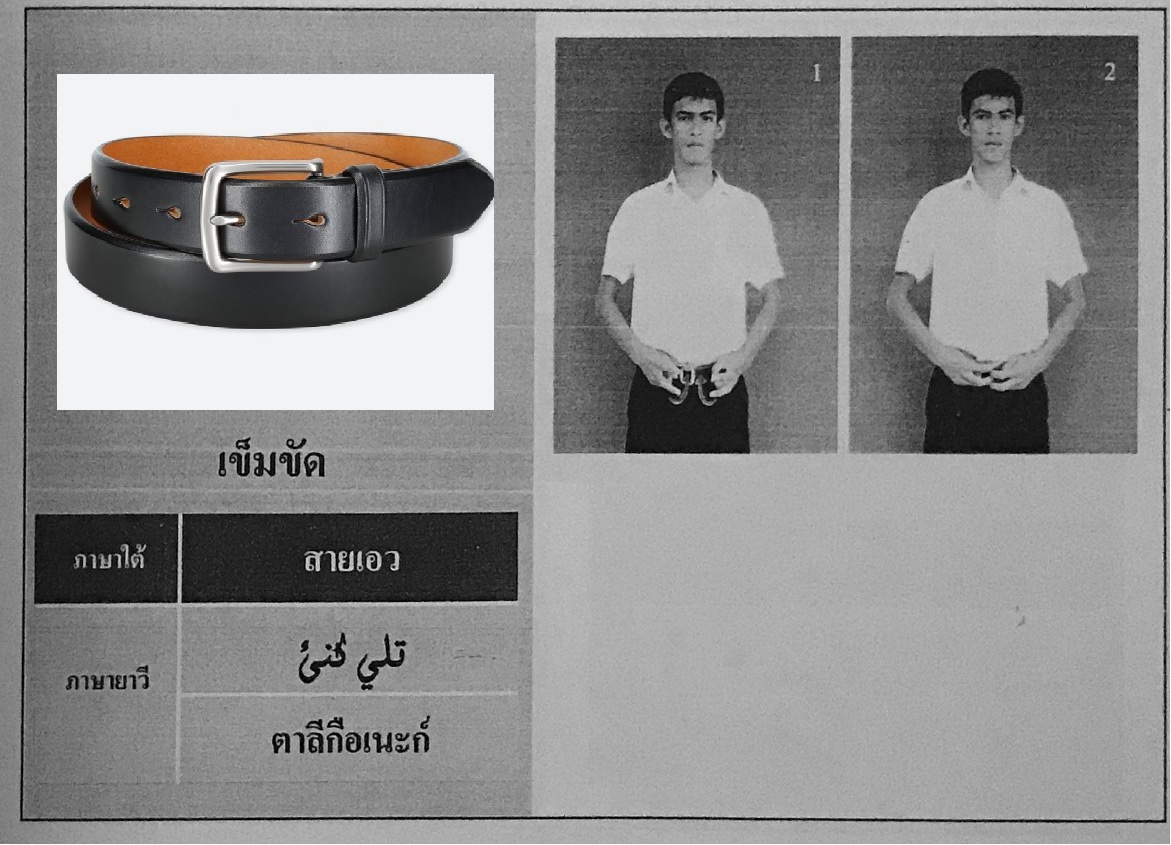 1
2
เข็มขัด
ภาษาใต้
สายเอว
ภาษายาวี
تلي ݢنئ
ตาลีกือเนะก์